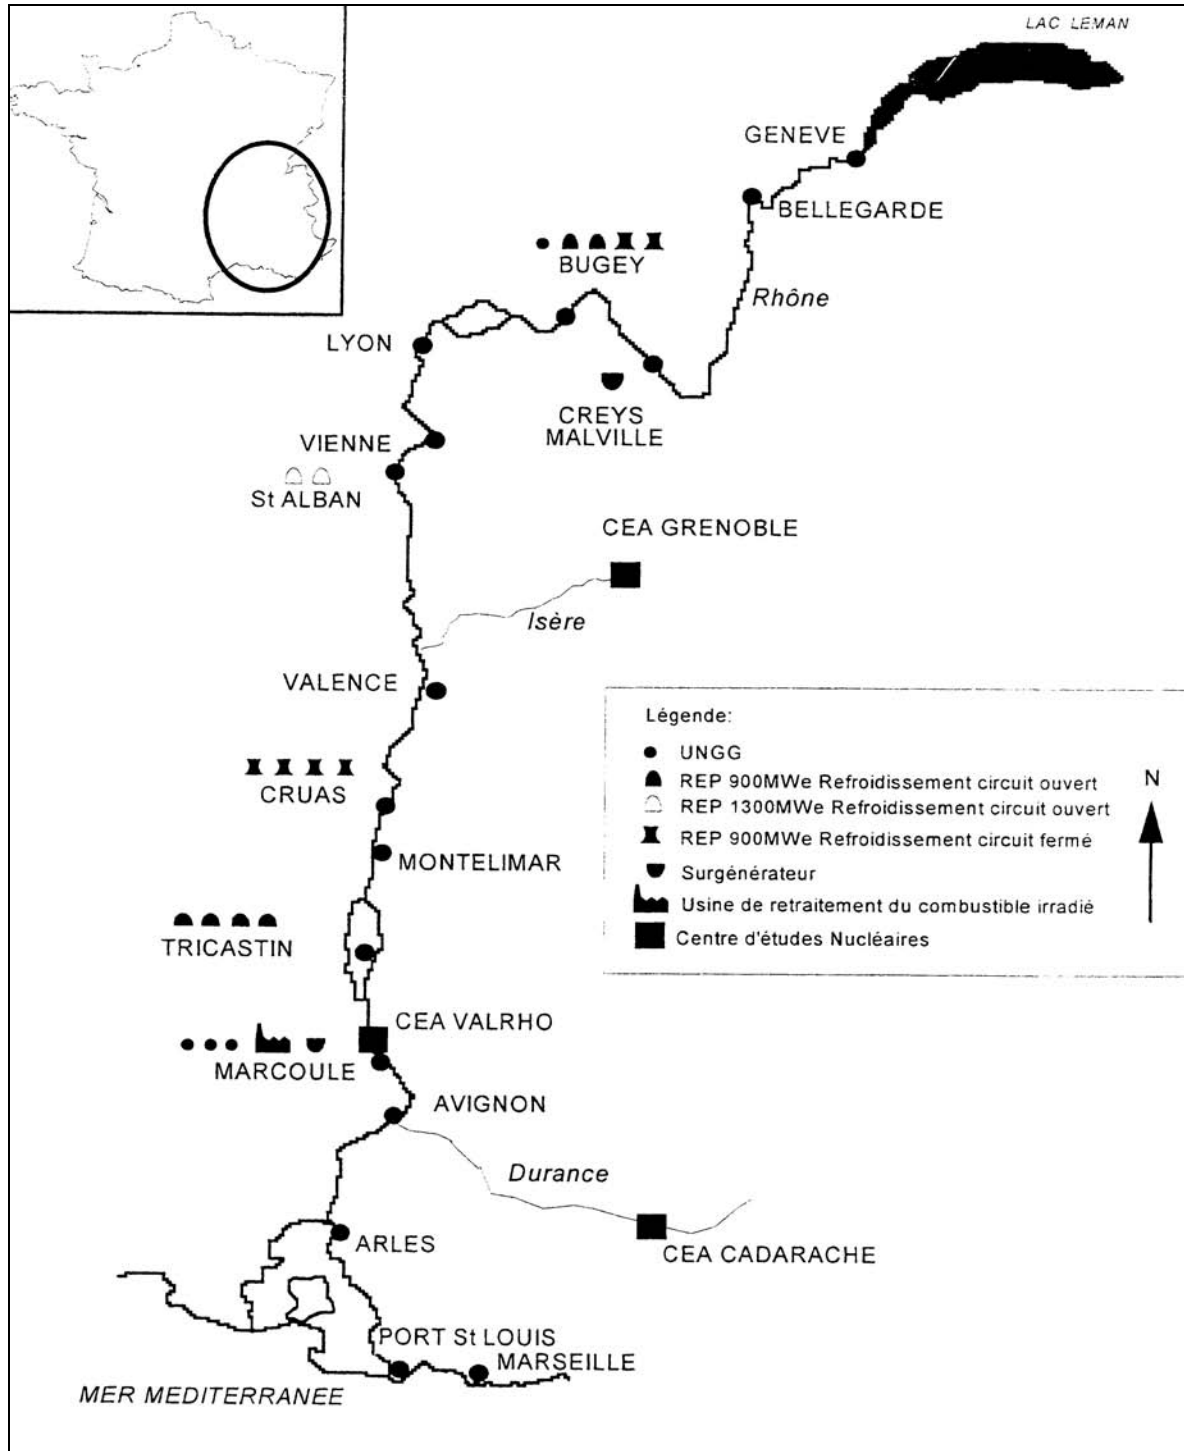 LAC LEMAN
GENEVE
BELLEGARDE
BUGEY
Rhône
LYON
CREYS
MALVILLE
VIENNE
St ALBAN
CEA GRENOBLE
Isère
VALENCE
Légende:
UNGG
REP 900MWe Refroidissement circuit ouvert
REP 1300MWe Refroidissement circuit ouvert
REP 900MWe Refroidissement circuit fermé
Surgénérateur
Usine de retraitement du combustible irradié
Centre d'études Nucléaires
N
CRUAS
MONTELIMAR
TRICASTIN
CEA VALRHO
MARCOULE
AVIGNON
Durance
ARLES
CEA CADARACHE
PORT St LOUIS
MARSEILLE
MER MEDITERRANEE